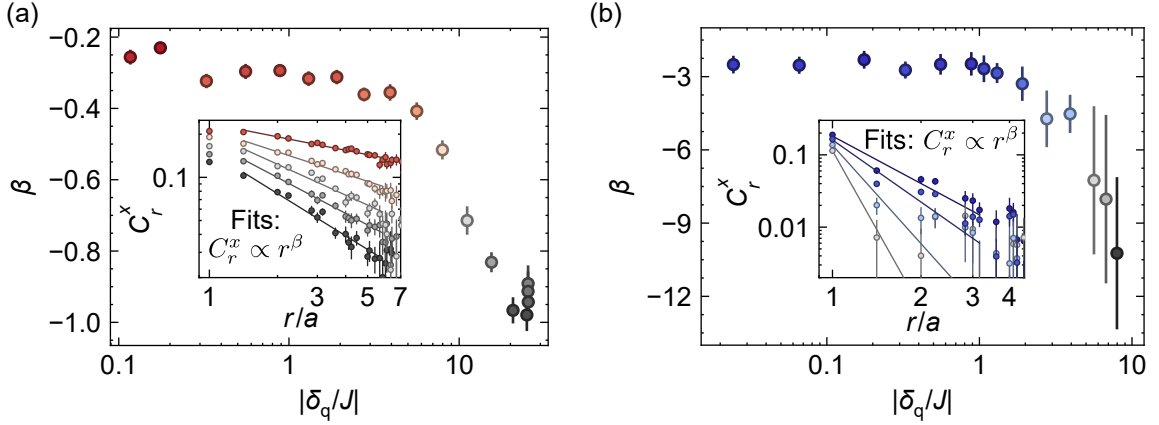 (a)
−0.2
−0.4
−0.6
−0.8
−1.0
β
0.1
1
10
|δq/J|
C_r^x
0.1
Fits:
C_r^x ∝ r^β
1
3
5
7
r/a
(b)
−3
−6
−9
−12
β
0.1
1
10
|δq/J|
C_r^x
0.1
0.01
Fits: C_r^x ∝ r^β
1
2
3
4
r/a